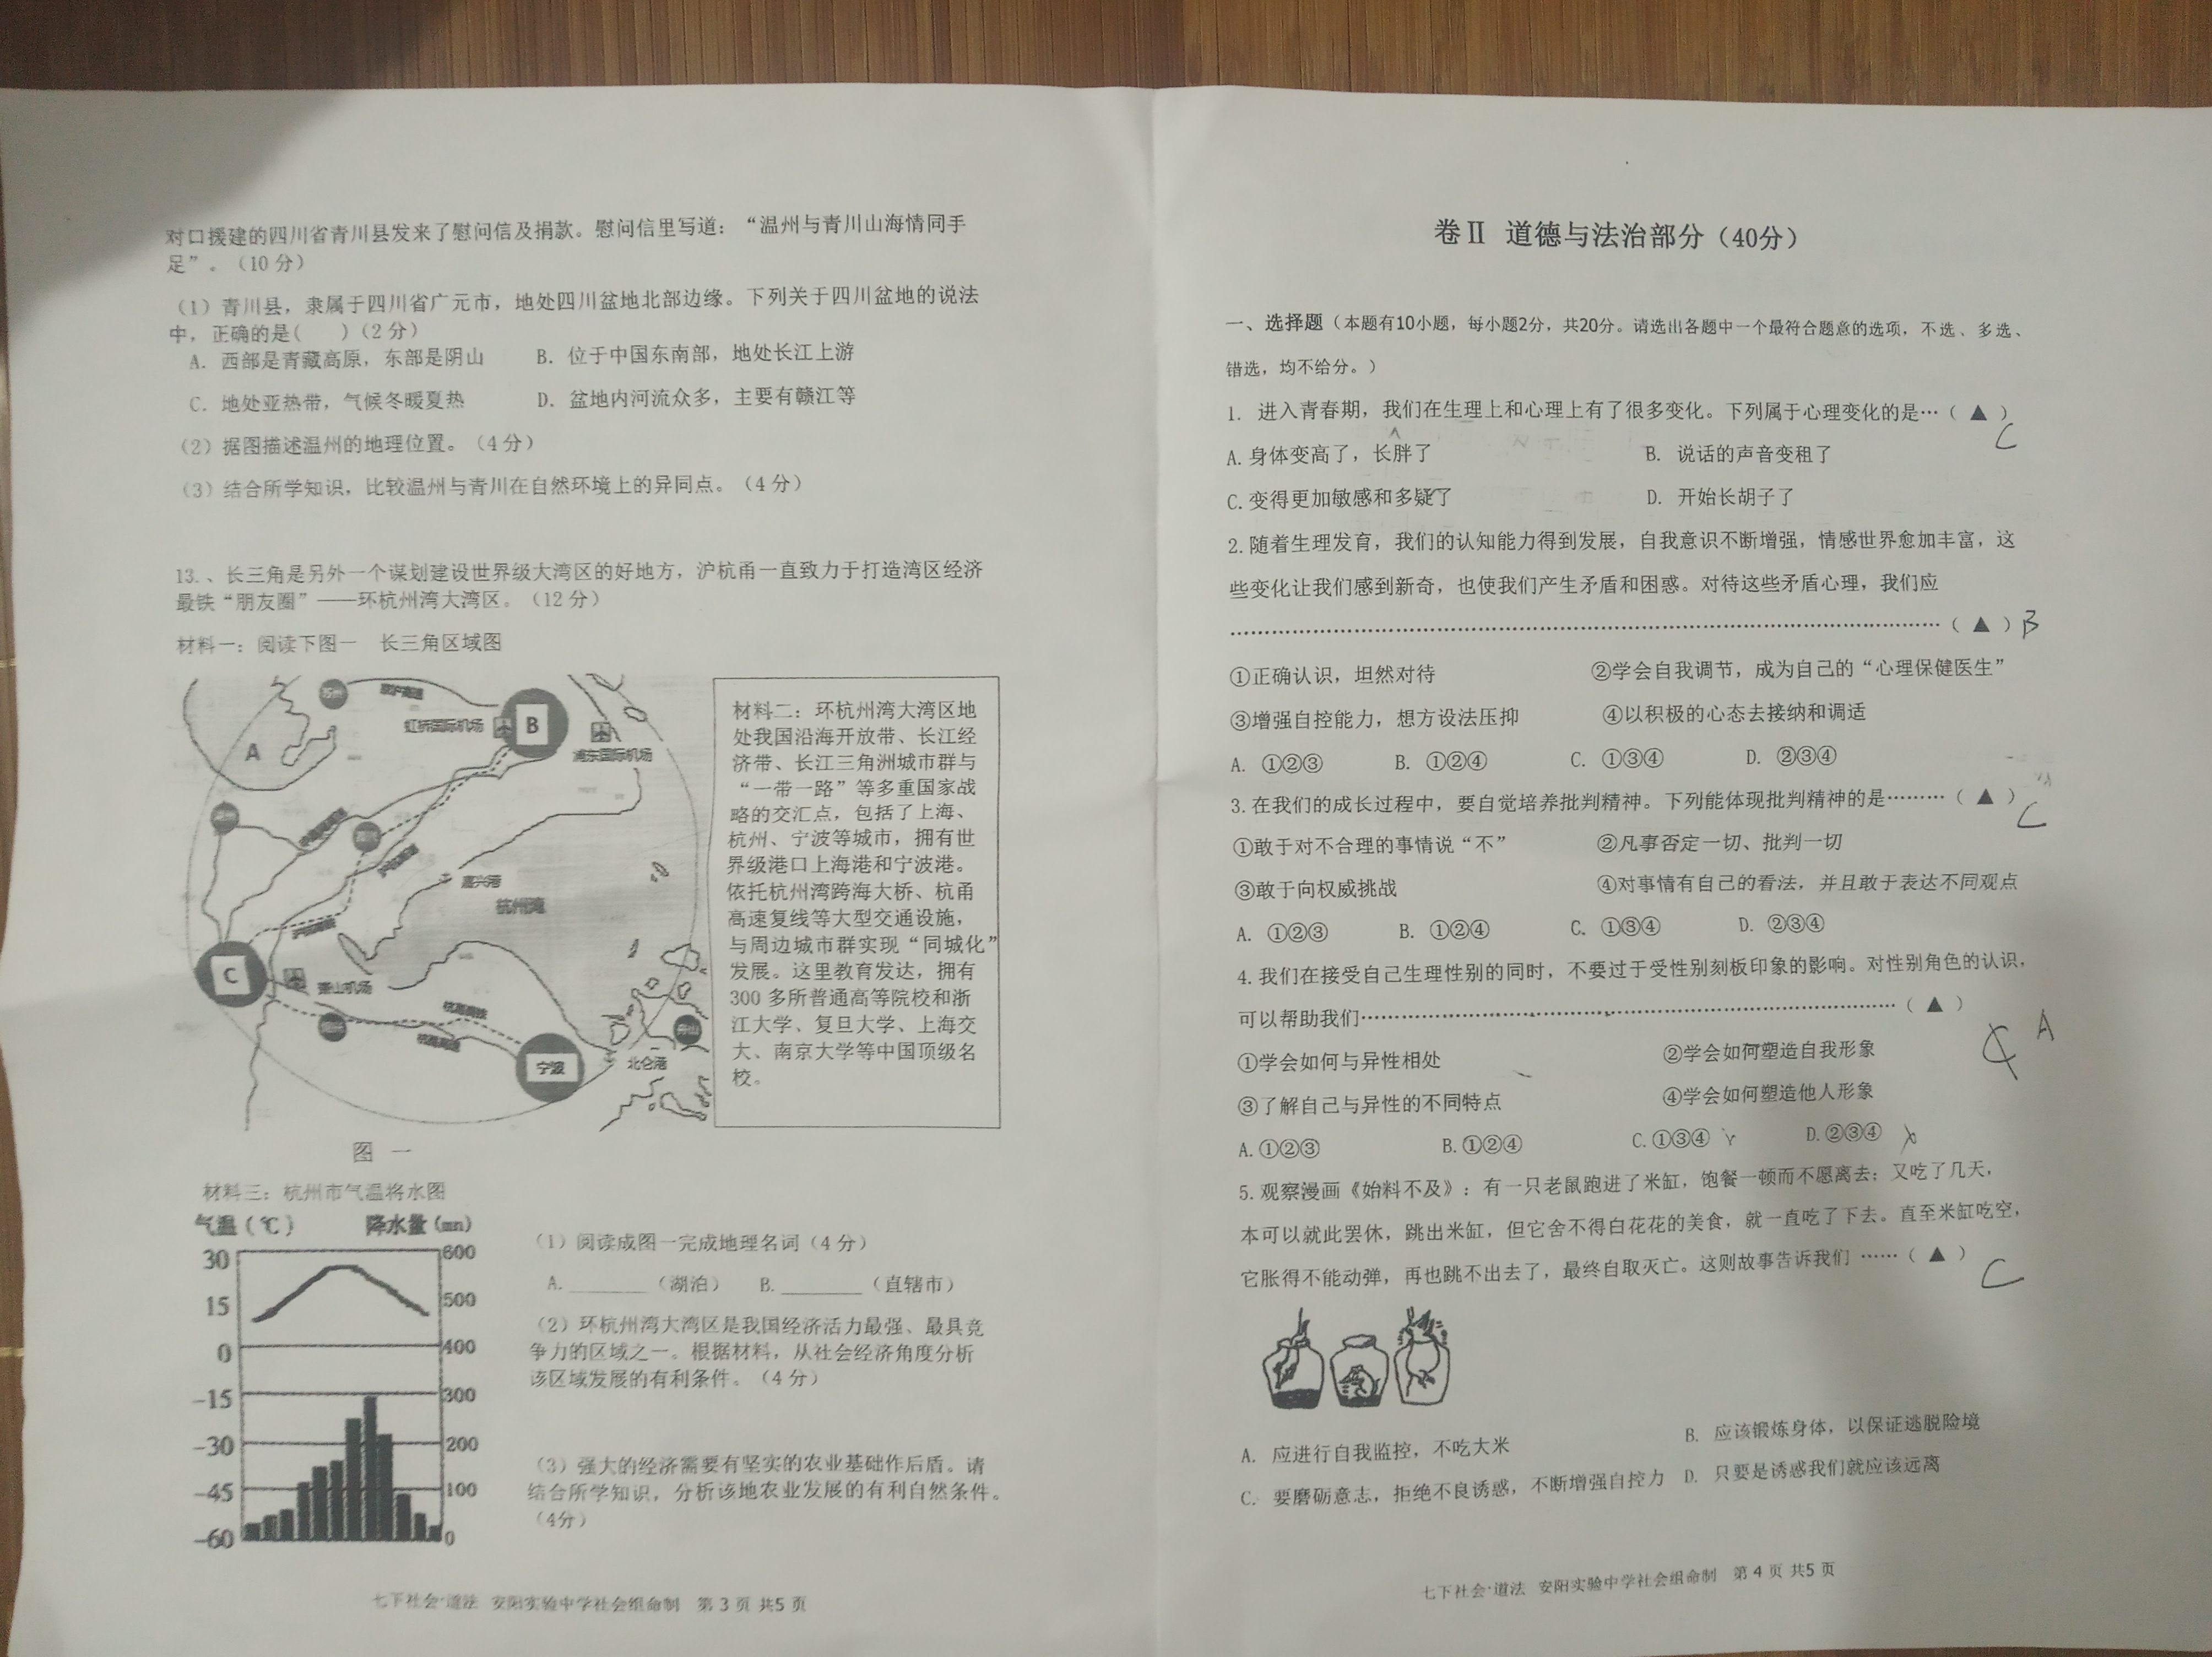 对口援建的四川省青川县发来了慰问信及捐款。慰问信里写道：“温州与青川山海情同手
足”。（10 分）
（1）青川县，隶属于四川省广元市，地处四川盆地北部边缘。下列关于四川盆地的说法
中，正确的是(　　)（2 分）
A. 西部是青藏高原，东部是阴山　　B. 位于中国东南部，地处长江上游
C. 地处亚热带，气候冬暖夏热　　D. 盆地内河流众多，主要有赣江等
（2）据图描述温州的地理位置。（4 分）
（3）结合所学知识，比较温州与青川在自然环境上的异同点。（4 分）
13.、长三角是另外一个谋划建设世界级大湾区的好地方，沪杭甬一直致力于打造湾区经济
最铁“朋友圈”——环杭州湾大湾区。（12 分）
材料一：阅读下图一　长三角区域图
A
虹桥国际机场
B
浦东国际机场
嘉兴港
杭州湾
C
萧山机场
宁波
北仑港
舟山
图 一
材料二：环杭州湾大湾区地
处我国沿海开放带、长江经
济带、长江三角洲城市群与
“一带一路”等多重国家战
略的交汇点，包括了上海、
杭州、宁波等城市，拥有世
界级港口上海港和宁波港。
依托杭州湾跨海大桥、杭甬
高速复线等大型交通设施，
与周边城市群实现“同城化”
发展。这里教育发达，拥有
300 多所普通高等院校和浙
江大学、复旦大学、上海交
大、南京大学等中国顶级名
校。
材料三：杭州市气温将水图
气温（℃）　降水量(mn)
30　600
15　500
0　400
-15　300
-30　200
-45　100
-60　0
（1）阅读成图一完成地理名词（4 分）
A.________（湖泊）　B.________（直辖市）
（2）环杭州湾大湾区是我国经济活力最强、最具竞
争力的区域之一。根据材料，从社会经济角度分析
该区域发展的有利条件。（4 分）
（3）强大的经济需要有坚实的农业基础作后盾。请
结合所学知识，分析该地农业发展的有利自然条件。
（4分）
七下社会·道法　安阳实验中学社会组命制　第 3 页 共5 页
卷Ⅱ 道德与法治部分（40分）
一、选择题（本题有10小题，每小题2分，共20分。请选出各题中一个最符合题意的选项，不选、多选、
错选，均不给分。）
1. 进入青春期，我们在生理上和心理上有了很多变化。下列属于心理变化的是…（ ▲ ）
C
A. 身体变高了，长胖了　　B. 说话的声音变租了
C. 变得更加敏感和多疑了　　D. 开始长胡子了
2. 随着生理发育，我们的认知能力得到发展，自我意识不断增强，情感世界愈加丰富，这
些变化让我们感到新奇，也使我们产生矛盾和困惑。对待这些矛盾心理，我们应
……………………………………………………………………………………（ ▲ ）B
①正确认识，坦然对待　　②学会自我调节，成为自己的“心理保健医生”
③增强自控能力，想方设法压抑　　④以积极的心态去接纳和调适
A. ①②③　　B. ①②④　　C. ①③④　　D. ②③④
3. 在我们的成长过程中，要自觉培养批判精神。下列能体现批判精神的是………（ ▲ ）
C
①敢于对不合理的事情说“不”　　②凡事否定一切、批判一切
③敢于向权威挑战　　④对事情有自己的看法，并且敢于表达不同观点
A. ①②③　　B. ①②④　　C. ①③④　　D. ②③④
4. 我们在接受自己生理性别的同时，不要过于受性别刻板印象的影响。对性别角色的认识，
可以帮助我们………………………………………………………………（ ▲ ）
C A
①学会如何与异性相处　　②学会如何塑造自我形象
③了解自己与异性的不同特点　　④学会如何塑造他人形象
A. ①②③　　B. ①②④　　C. ①③④　　D. ②③④
5. 观察漫画《始料不及》：有一只老鼠跑进了米缸，饱餐一顿而不愿离去；又吃了几天，
本可以就此罢休，跳出米缸，但它舍不得白花花的美食，就一直吃了下去。直至米缸吃空，
它胀得不能动弹，再也跳不出去了，最终自取灭亡。这则故事告诉我们 ……（ ▲ ）
C
A. 应进行自我监控，不吃大米　　B. 应该锻炼身体，以保证逃脱险境
C. 要磨砺意志，拒绝不良诱惑，不断增强自控力　D. 只要是诱惑我们就应该远离
七下社会·道法　安阳实验中学社会组命制　第 4 页 共5 页